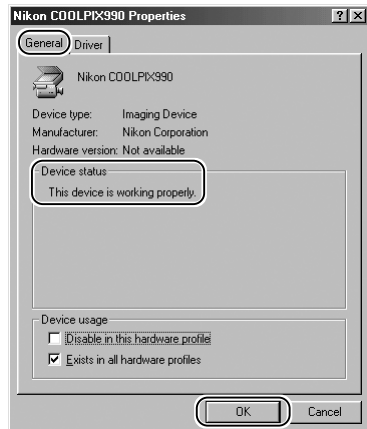 Nikon COOLPIX990 Properties
General Driver
Nikon COOLPIX990
Device type: Imaging Device
Manufacturer: Nikon Corporation
Hardware version: Not available
Device status
This device is working properly.
Device usage
Disable in this hardware profile
Exists in all hardware profiles
OK Cancel